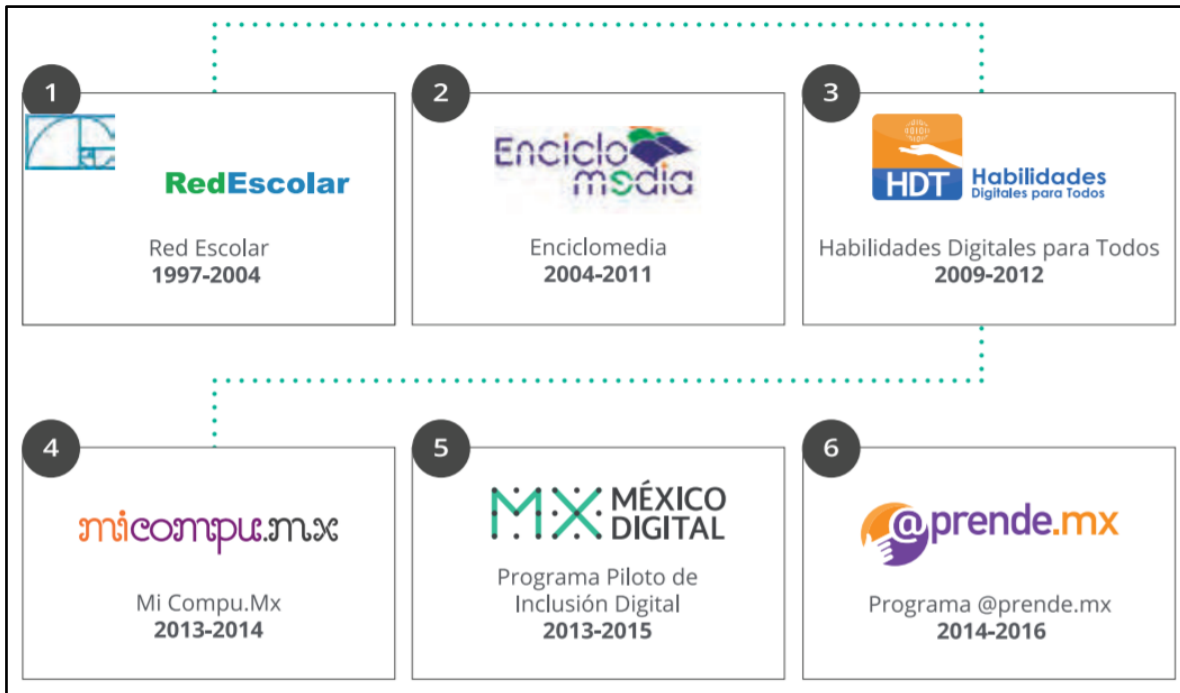 1
RedEscolar
Red Escolar
1997-2004
2
Enciclo
media
Enciclomedia
2004-2011
3
HDT
Habilidades
Digitales para Todos
Habilidades Digitales para Todos
2009-2012
4
micompu.mx
Mi Compu.Mx
2013-2014
5
MX MÉXICO
DIGITAL
Programa Piloto de
Inclusión Digital
2013-2015
6
@prende.mx
Programa @prende.mx
2014-2016